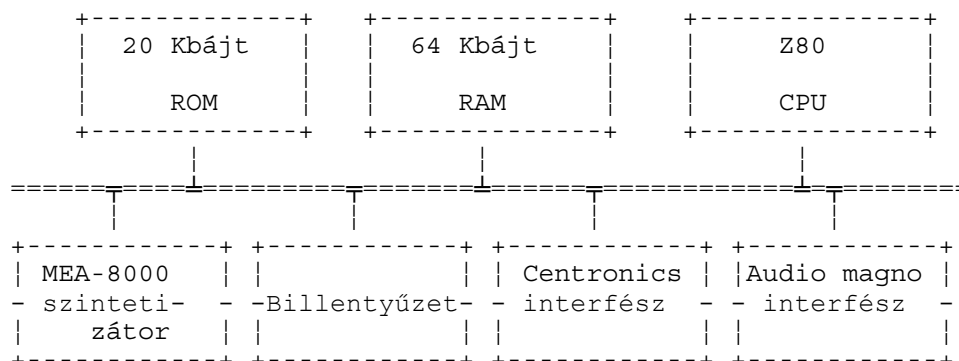 20 Kbájt 64 Kbájt Z80
ROM RAM CPU
MEA-8000 Centronics Audio magno
szinteti- Billentyűzet interfész interfész
zátor